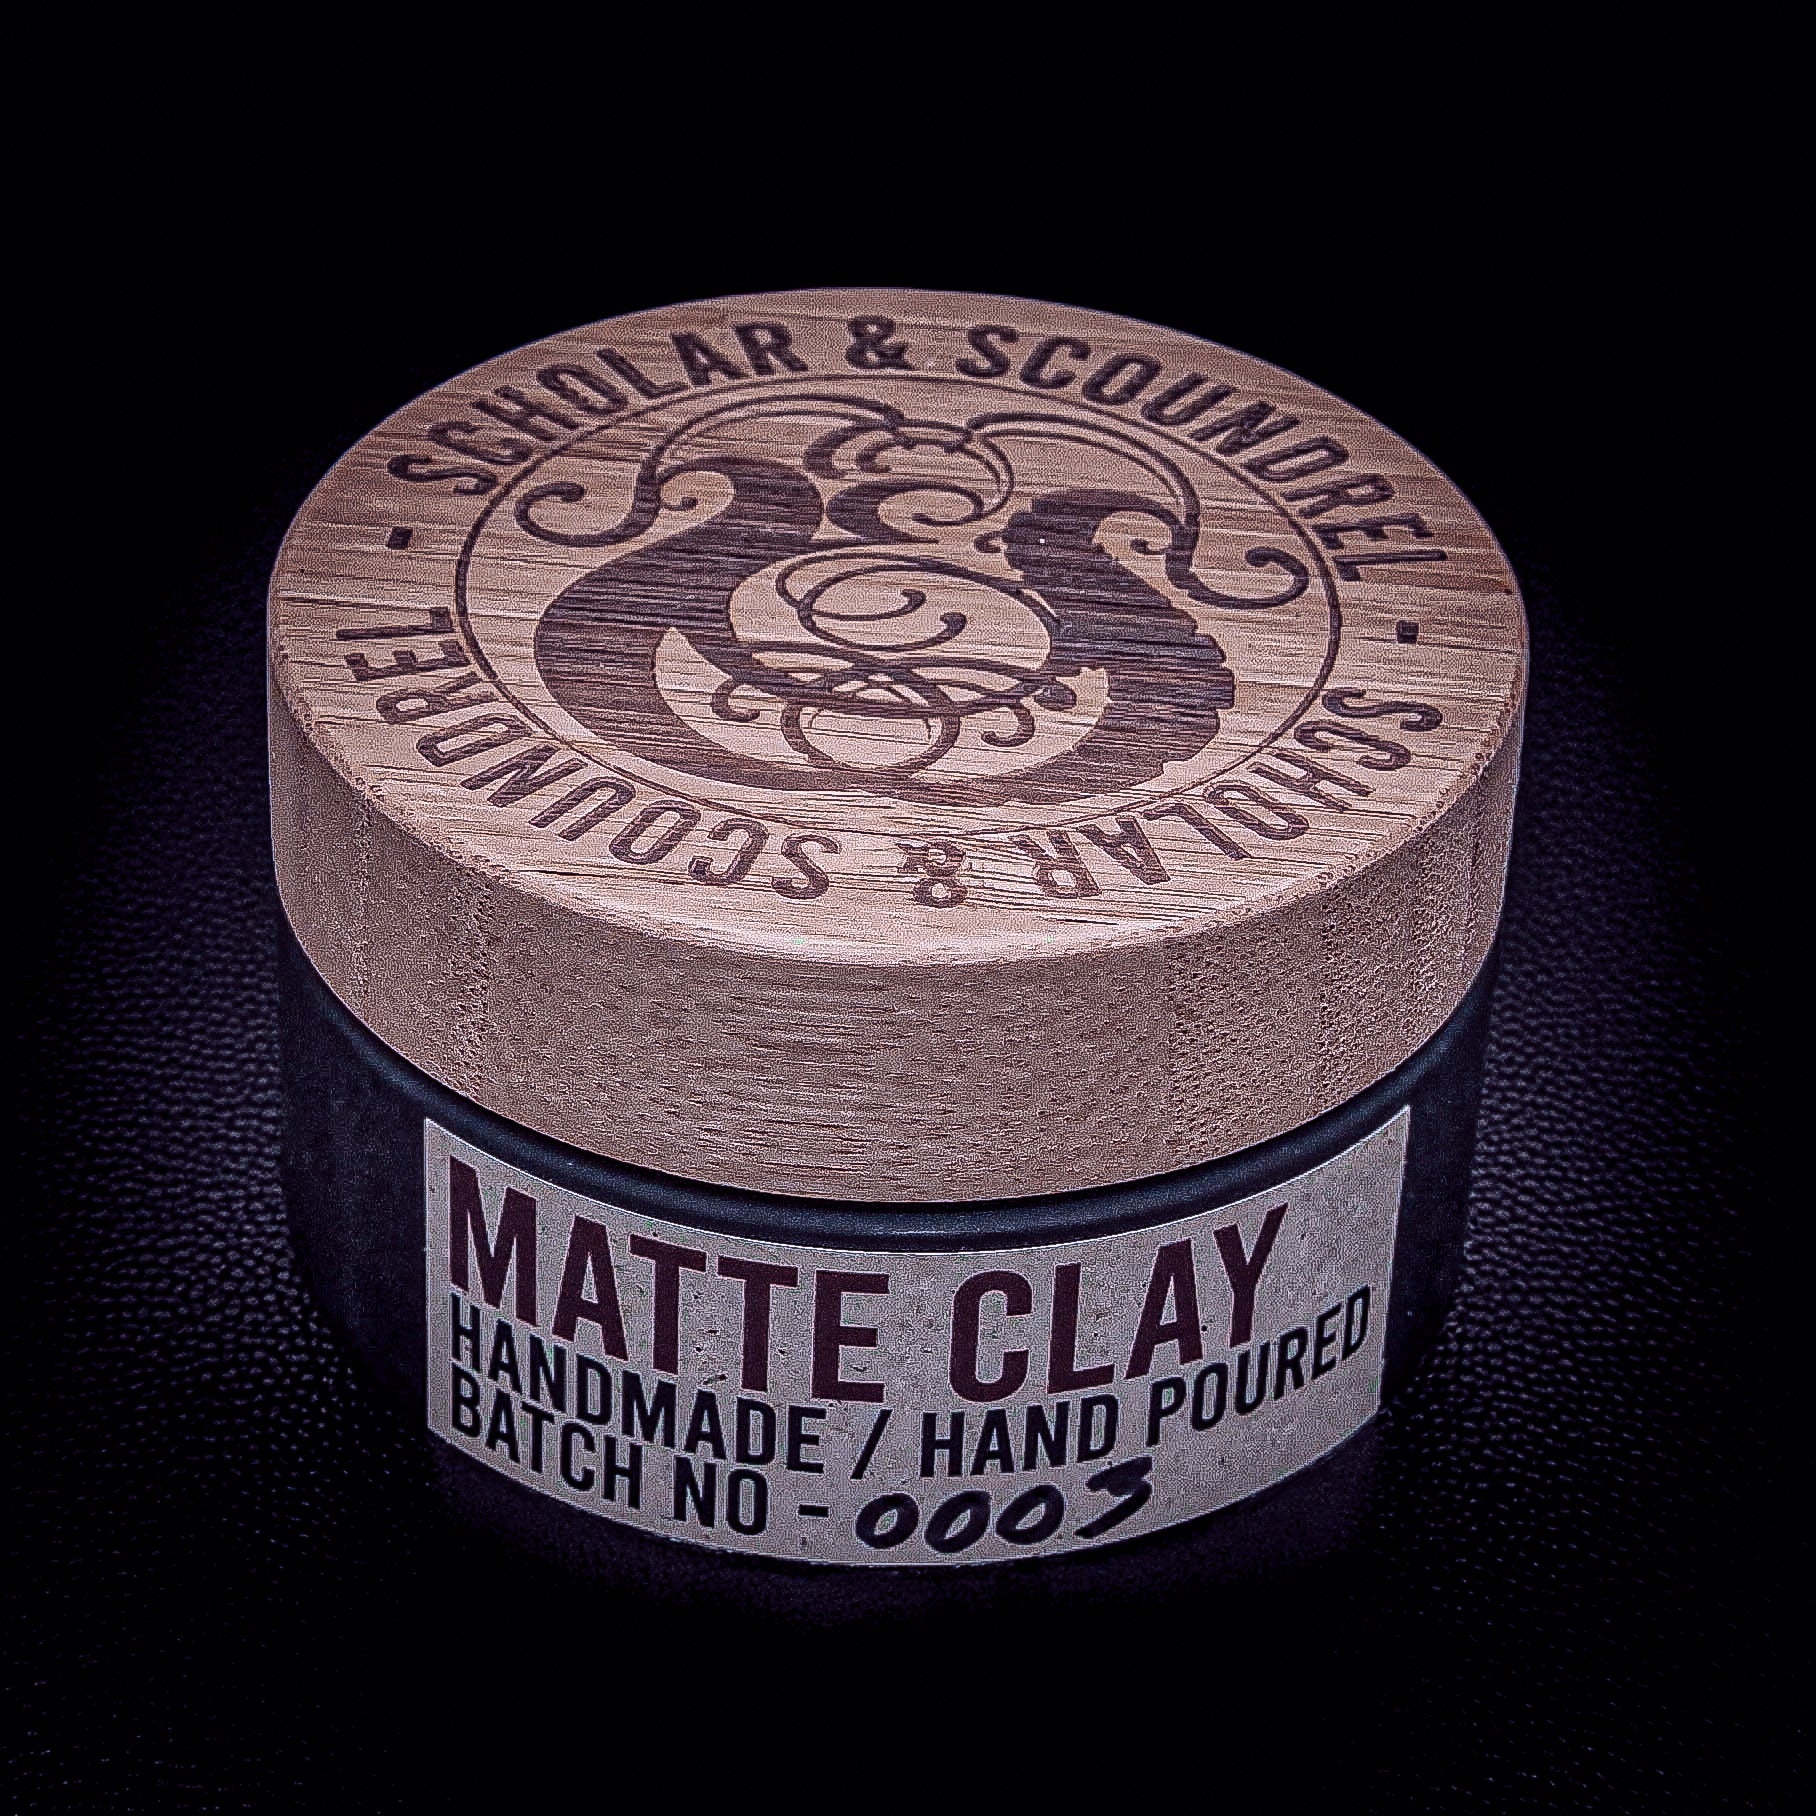 SCHOLAR & SCOUNDREL
SCHOLAR & SCOUNDREL
MATTE CLAY
HANDMADE / HAND POURED
BATCH NO - 0003